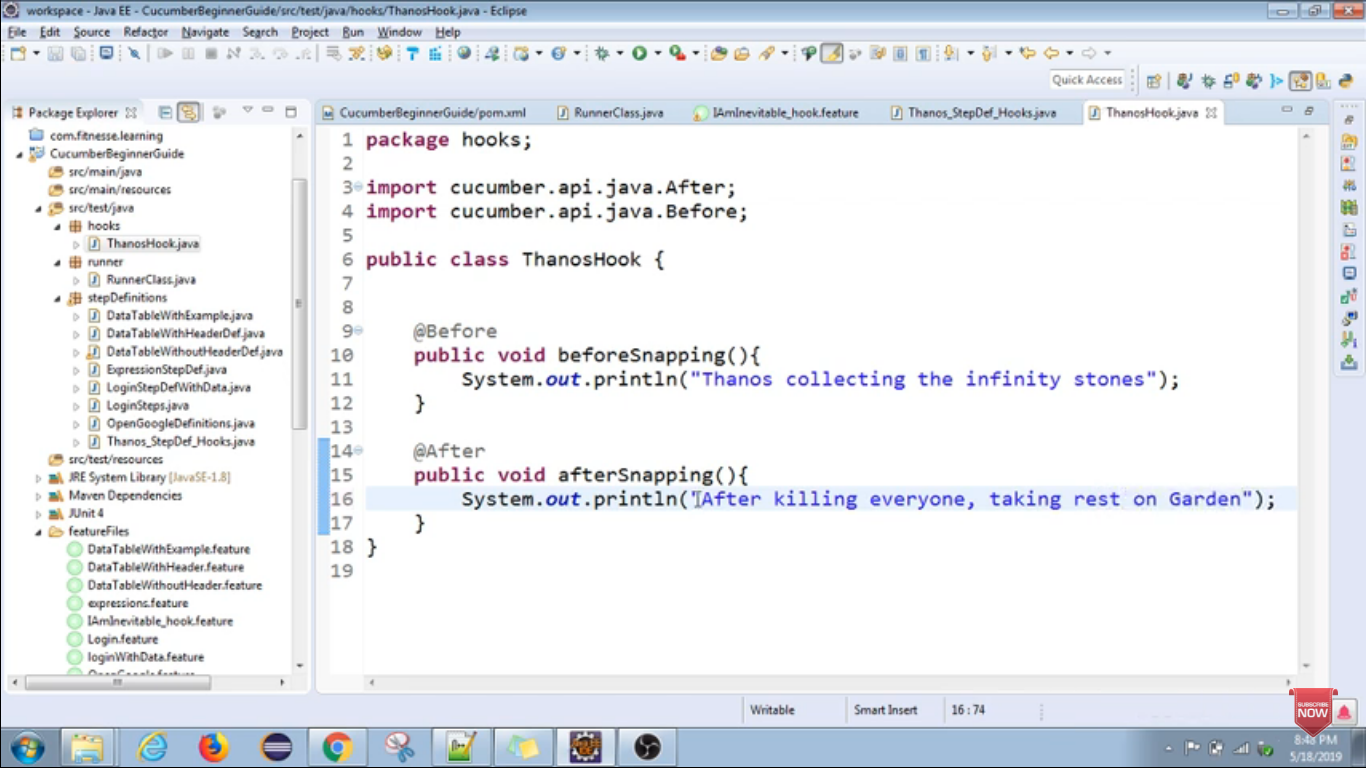 workspace - Java EE - CucumberBeginnerGuide/src/test/java/hooks/ThanosHook.java - Eclipse
File Edit Source Refactor Navigate Search Project Run Window Help
Quick Access
Package Explorer
CucumberBeginnerGuide/pom.xml RunnerClass.java IAmInevitable_hook.feature Thanos_StepDef_Hooks.java ThanosHook.java
com.fitnesse.learning
CucumberBeginnerGuide
src/main/java
src/main/resources
src/test/java
hooks
ThanosHook.java
runner
RunnerClass.java
stepDefinitions
DataTableWithExample.java
DataTableWithHeaderDef.java
DataTableWithoutHeaderDef.java
ExpressionStepDef.java
LoginStepDefWithData.java
LoginSteps.java
OpenGoogleDefinitions.java
Thanos_StepDef_Hooks.java
src/test/resources
JRE System Library [JavaSE-1.8]
Maven Dependencies
JUnit 4
featureFiles
DataTableWithExample.feature
DataTableWithHeader.feature
DataTableWithoutHeader.feature
expressions.feature
IAmInevitable_hook.feature
Login.feature
loginWithData.feature
OpenGoogle.feature
1 package hooks;
2
3 import cucumber.api.java.After;
4 import cucumber.api.java.Before;
5
6 public class ThanosHook {
7
8
9 @Before
10 public void beforeSnapping(){
11 System.out.println("Thanos collecting the infinity stones");
12 }
13
14 @After
15 public void afterSnapping(){
16 System.out.println("After killing everyone, taking rest on Garden");
17 }
18 }
19
Writable Smart Insert 16 : 74
SUBSCRIBE
NOW
8:48 PM
5/18/2019